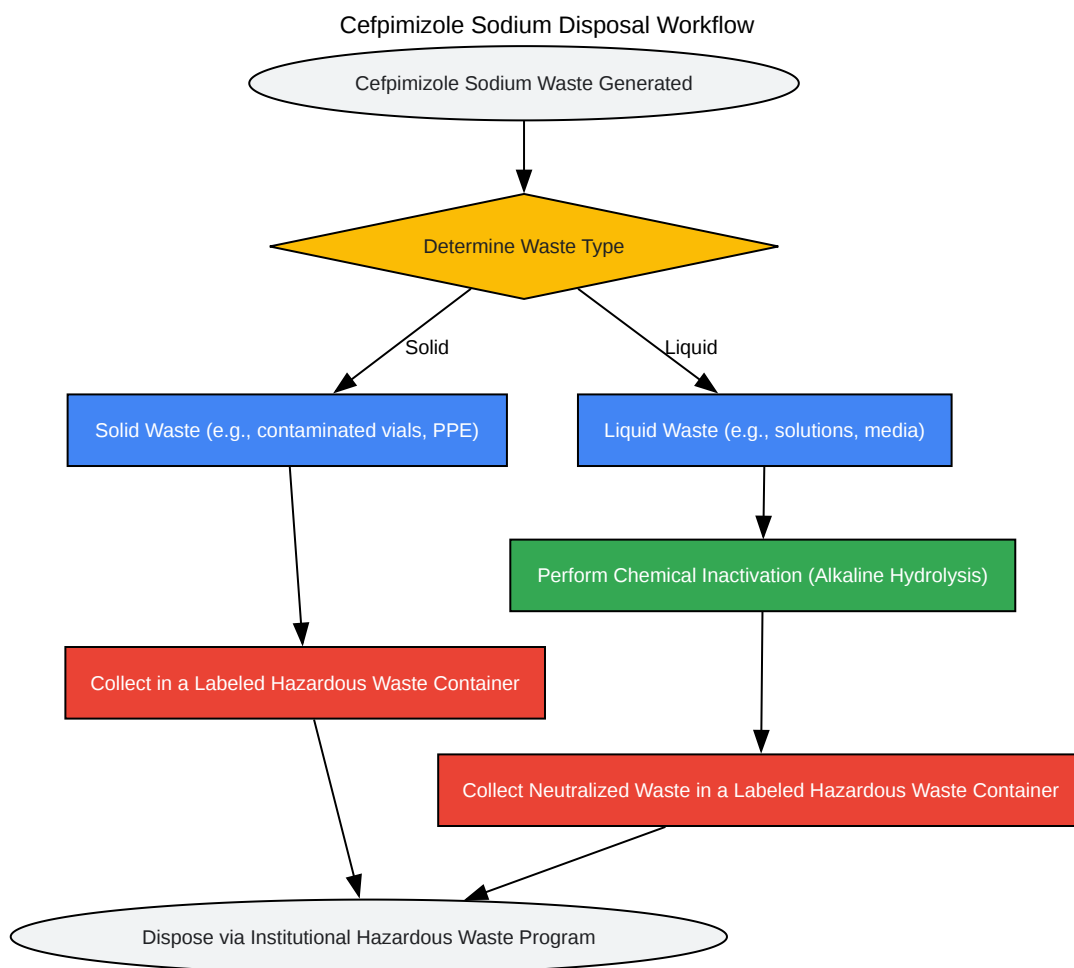 Cefpimizole Sodium Disposal Workflow
Cefpimizole Sodium Waste Generated
Determine Waste Type
Solid
Liquid
Solid Waste (e.g., contaminated vials, PPE)
Liquid Waste (e.g., solutions, media)
Perform Chemical Inactivation (Alkaline Hydrolysis)
Collect in a Labeled Hazardous Waste Container
Collect Neutralized Waste in a Labeled Hazardous Waste Container
Dispose via Institutional Hazardous Waste Program